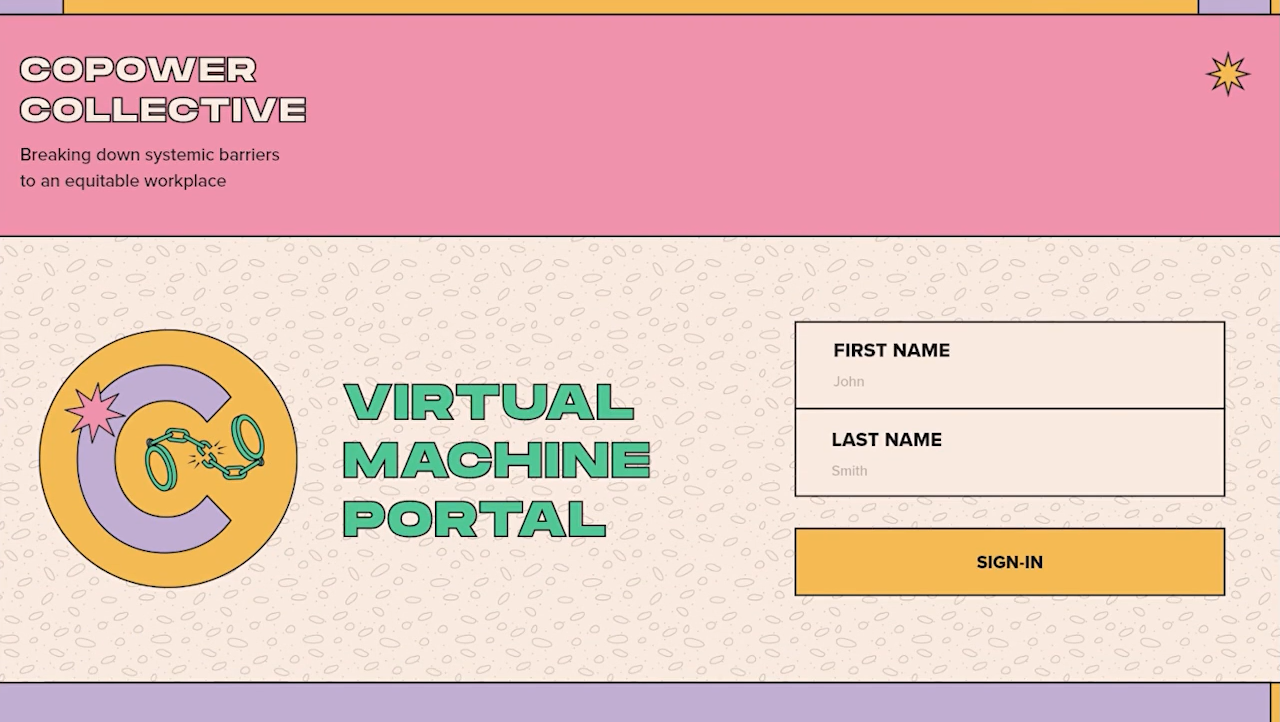 COPOWER
COLLECTIVE
Breaking down systemic barriers
to an equitable workplace
VIRTUAL
MACHINE
PORTAL
FIRST NAME
John
LAST NAME
Smith
SIGN-IN